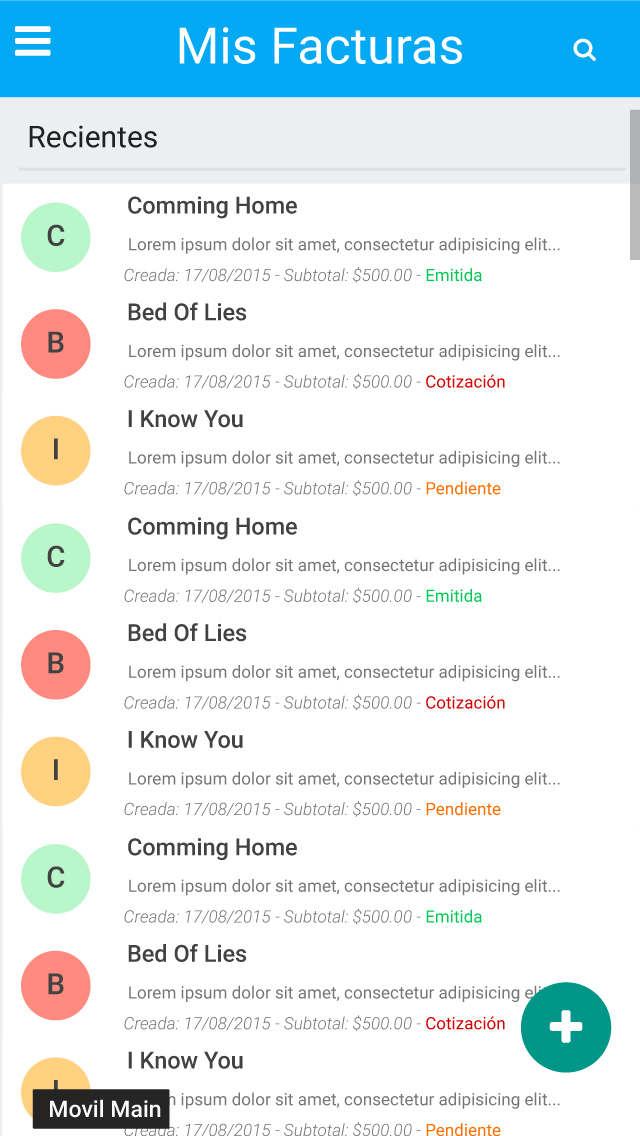 Mis Facturas
Recientes
C
Comming Home
Lorem ipsum dolor sit amet, consectetur adipisicing elit...
Creada: 17/08/2015 - Subtotal: $500.00 - Emitida
B
Bed Of Lies
Lorem ipsum dolor sit amet, consectetur adipisicing elit...
Creada: 17/08/2015 - Subtotal: $500.00 - Cotización
I
I Know You
Lorem ipsum dolor sit amet, consectetur adipisicing elit...
Creada: 17/08/2015 - Subtotal: $500.00 - Pendiente
C
Comming Home
Lorem ipsum dolor sit amet, consectetur adipisicing elit...
Creada: 17/08/2015 - Subtotal: $500.00 - Emitida
B
Bed Of Lies
Lorem ipsum dolor sit amet, consectetur adipisicing elit...
Creada: 17/08/2015 - Subtotal: $500.00 - Cotización
I
I Know You
Lorem ipsum dolor sit amet, consectetur adipisicing elit...
Creada: 17/08/2015 - Subtotal: $500.00 - Pendiente
C
Comming Home
Lorem ipsum dolor sit amet, consectetur adipisicing elit...
Creada: 17/08/2015 - Subtotal: $500.00 - Emitida
B
Bed Of Lies
Lorem ipsum dolor sit amet, consectetur adipisicing
Creada: 17/08/2015 - Subtotal: $500.00 - Cotización
I Know You
ipsum dolor sit amet, consectetur adipisicing elit...
Movil Main
Creada: 17/08/2015 - Subtotal: $500.00 - Pendiente